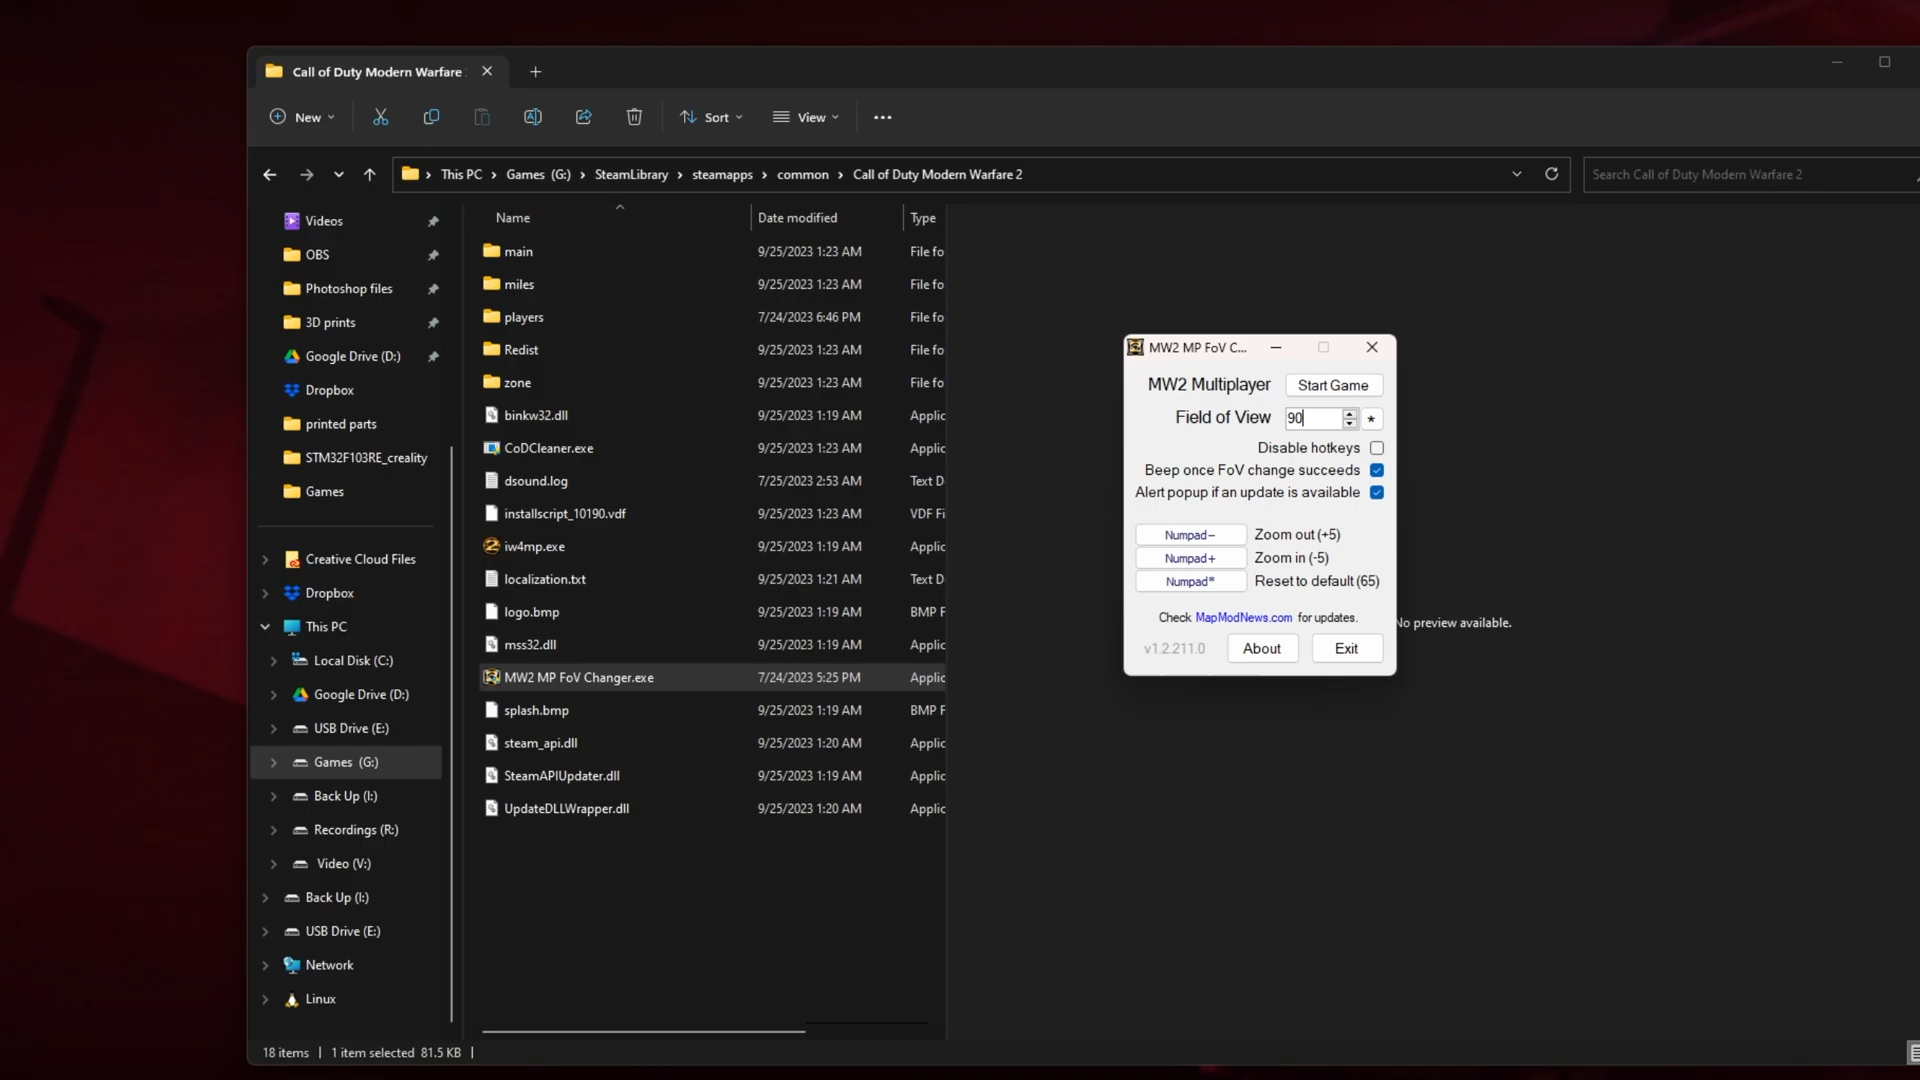 Call of Duty Modern Warfare
New
Sort
View
This PC
Games (G:)
SteamLibrary
steamapps
common
Call of Duty Modern Warfare 2
Search Call of Duty Modern Warfare 2
Videos
OBS
Photoshop files
3D prints
Google Drive (D:)
Dropbox
printed parts
STM32F103RE_creality
Games
Creative Cloud Files
Dropbox
This PC
Local Disk (C:)
Google Drive (D:)
USB Drive (E:)
Games (G:)
Back Up (I:)
Recordings (R:)
Video (V:)
Back Up (I:)
USB Drive (E:)
Network
Linux
Name Date modified Type
main 9/25/2023 1:23 AM File fo
miles 9/25/2023 1:23 AM File fo
players 7/24/2023 6:46 PM File fo
Redist 9/25/2023 1:23 AM File fo
zone 9/25/2023 1:23 AM File fo
binkw32.dll 9/25/2023 1:19 AM Applic
CoDCleaner.exe 9/25/2023 1:23 AM Applic
dsound.log 7/25/2023 2:53 AM Text D
installscript_10190.vdf 9/25/2023 1:23 AM VDF Fi
iw4mp.exe 9/25/2023 1:19 AM Applic
localization.txt 9/25/2023 1:21 AM Text D
logo.bmp 9/25/2023 1:19 AM BMP F
mss32.dll 9/25/2023 1:19 AM Applic
MW2 MP FoV Changer.exe 7/24/2023 5:25 PM Applic
splash.bmp 9/25/2023 1:19 AM BMP F
steam_api.dll 9/25/2023 1:20 AM Applic
SteamAPIUpdater.dll 9/25/2023 1:19 AM Applic
UpdateDLLWrapper.dll 9/25/2023 1:20 AM Applic
MW2 MP FoV C...
MW2 Multiplayer Start Game
Field of View 90 *
Disable hotkeys
Beep once FoV change succeeds
Alert popup if an update is available
Numpad− Zoom out (+5)
Numpad+ Zoom in (-5)
Numpad* Reset to default (65)
Check MapModNews.com for updates.
v1.2.211.0 About Exit
No preview available.
18 items 1 item selected 81.5 KB